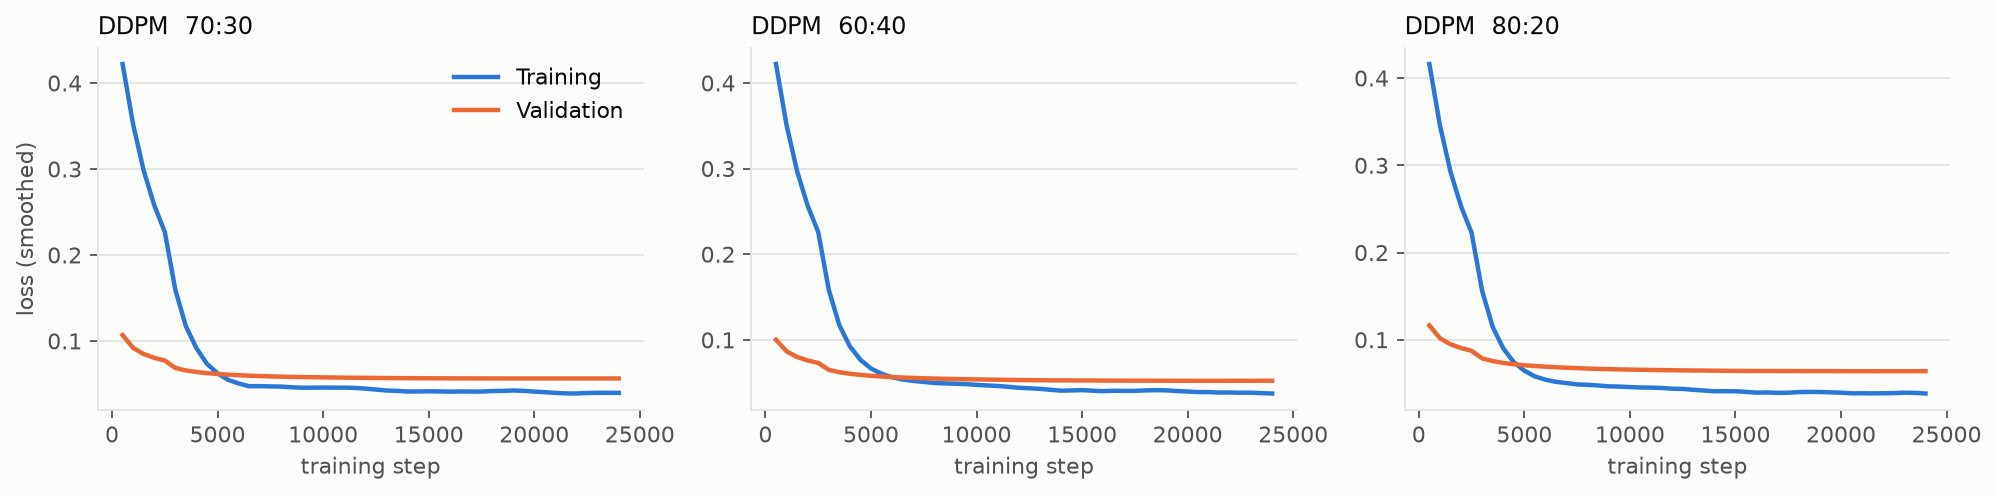 DDPM 70:30
loss (smoothed)
0.4
0.3
0.2
0.1
Training
Validation
0 5000 10000 15000 20000 25000
training step
DDPM 60:40
0.4
0.3
0.2
0.1
0 5000 10000 15000 20000 25000
training step
DDPM 80:20
0.4
0.3
0.2
0.1
0 5000 10000 15000 20000 25000
training step